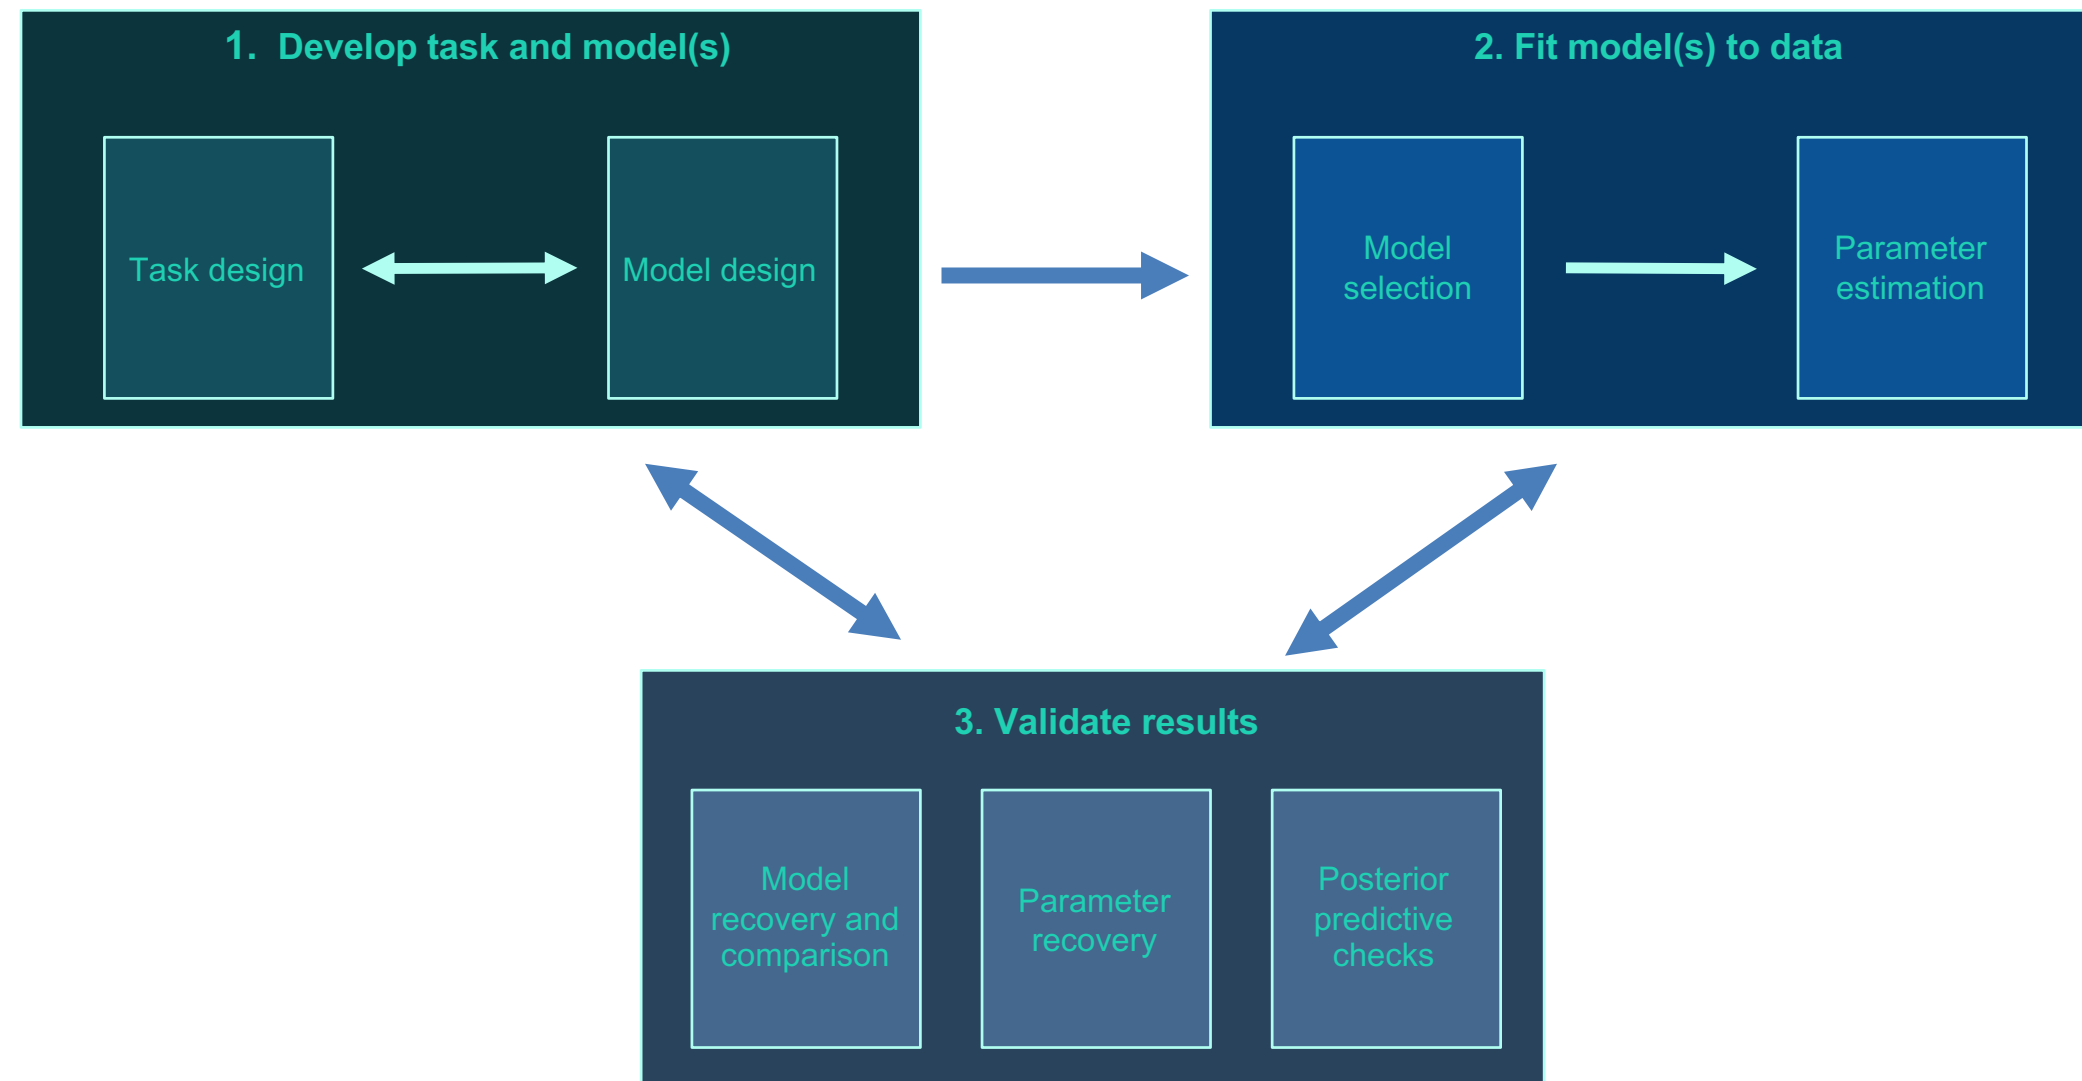 1. Develop task and model(s)
Task design
Model design
2. Fit model(s) to data
Model
selection
Parameter
estimation
3. Validate results
Model
recovery and
comparison
Parameter
recovery
Posterior
predictive
checks